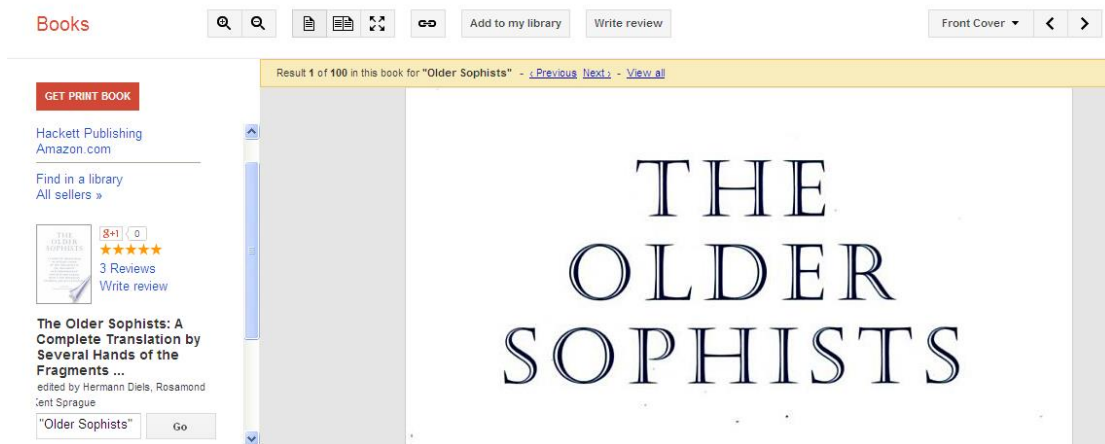 Books
Add to my library
Write review
Front Cover
Result 1 of 100 in this book for "Older Sophists" - ‹ Previous Next › - View all
GET PRINT BOOK
Hackett Publishing
Amazon.com
Find in a library
All sellers »
THE
OLDER
SOPHISTS
g+1 0
3 Reviews
Write review
The Older Sophists: A
Complete Translation by
Several Hands of the
Fragments ...
edited by Hermann Diels, Rosamond
Kent Sprague
"Older Sophists" Go
THE
OLDER
SOPHISTS